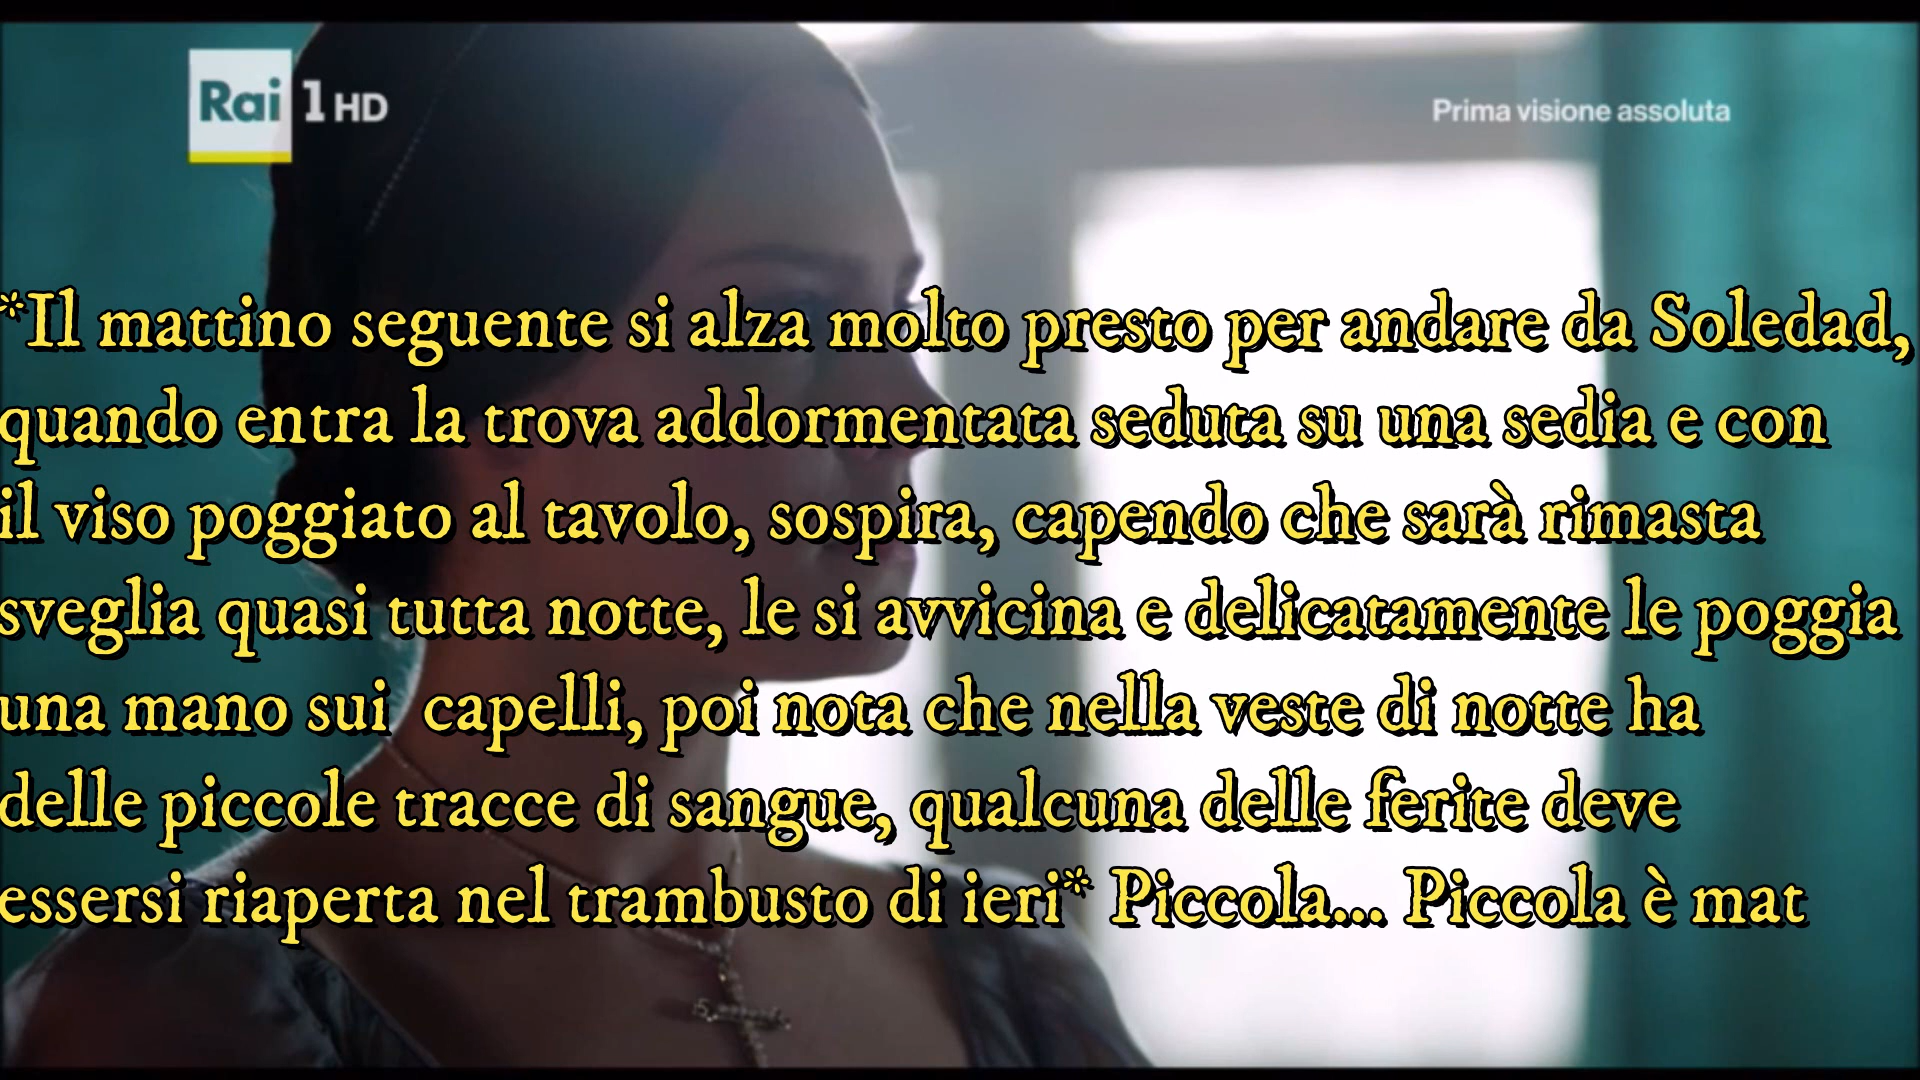 Rai 1 HD
Prima visione assoluta
*Il mattino seguente si alza molto presto per andare da Soledad,
quando entra la trova addormentata seduta su una sedia e con
il viso poggiato al tavolo, sospira, capendo che sarà rimasta
sveglia quasi tutta notte, le si avvicina e delicatamente le poggia
una mano sui  capelli, poi nota che nella veste di notte ha
delle piccole tracce di sangue, qualcuna delle ferite deve
essersi riaperta nel trambusto di ieri* Piccola... Piccola è mat